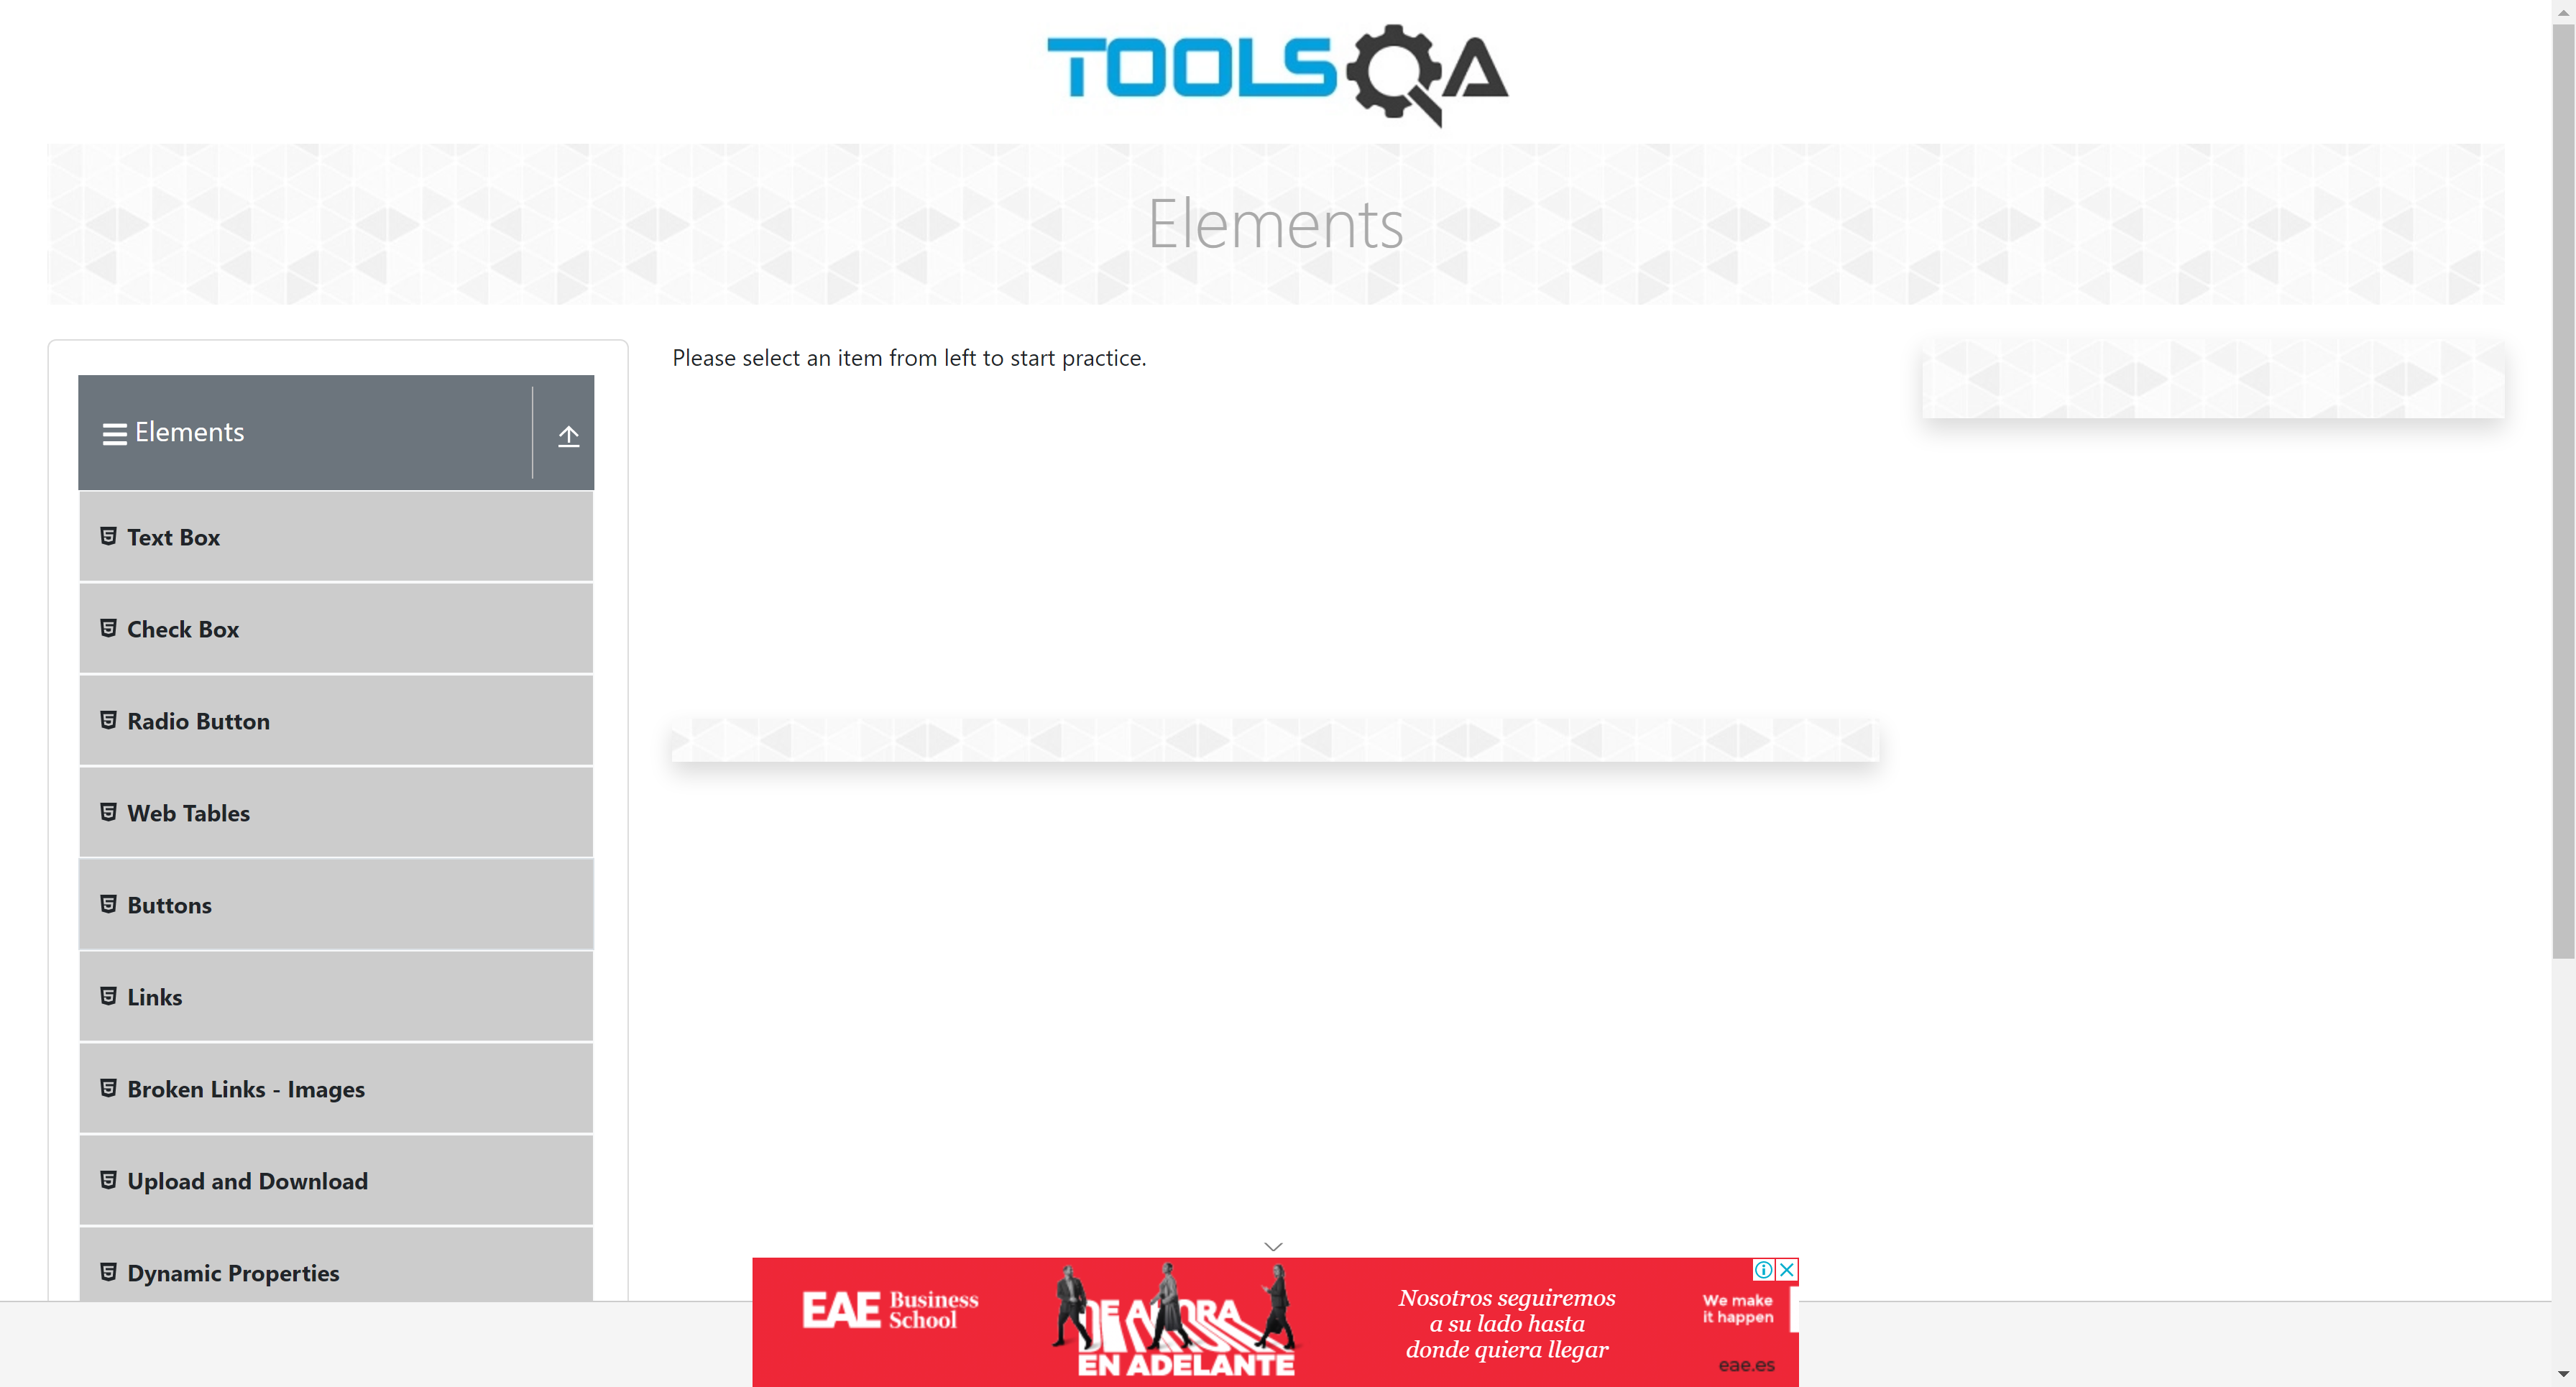 TOOLSQA
Elements
Please select an item from left to start practice.
Elements
Text Box
Check Box
Radio Button
Web Tables
Buttons
Links
Broken Links - Images
Upload and Download
Dynamic Properties
EAE Business
School
DE AHORA
EN ADELANTE
Nosotros seguiremos
a su lado hasta
donde quiera llegar
We make
it happen
eae.es